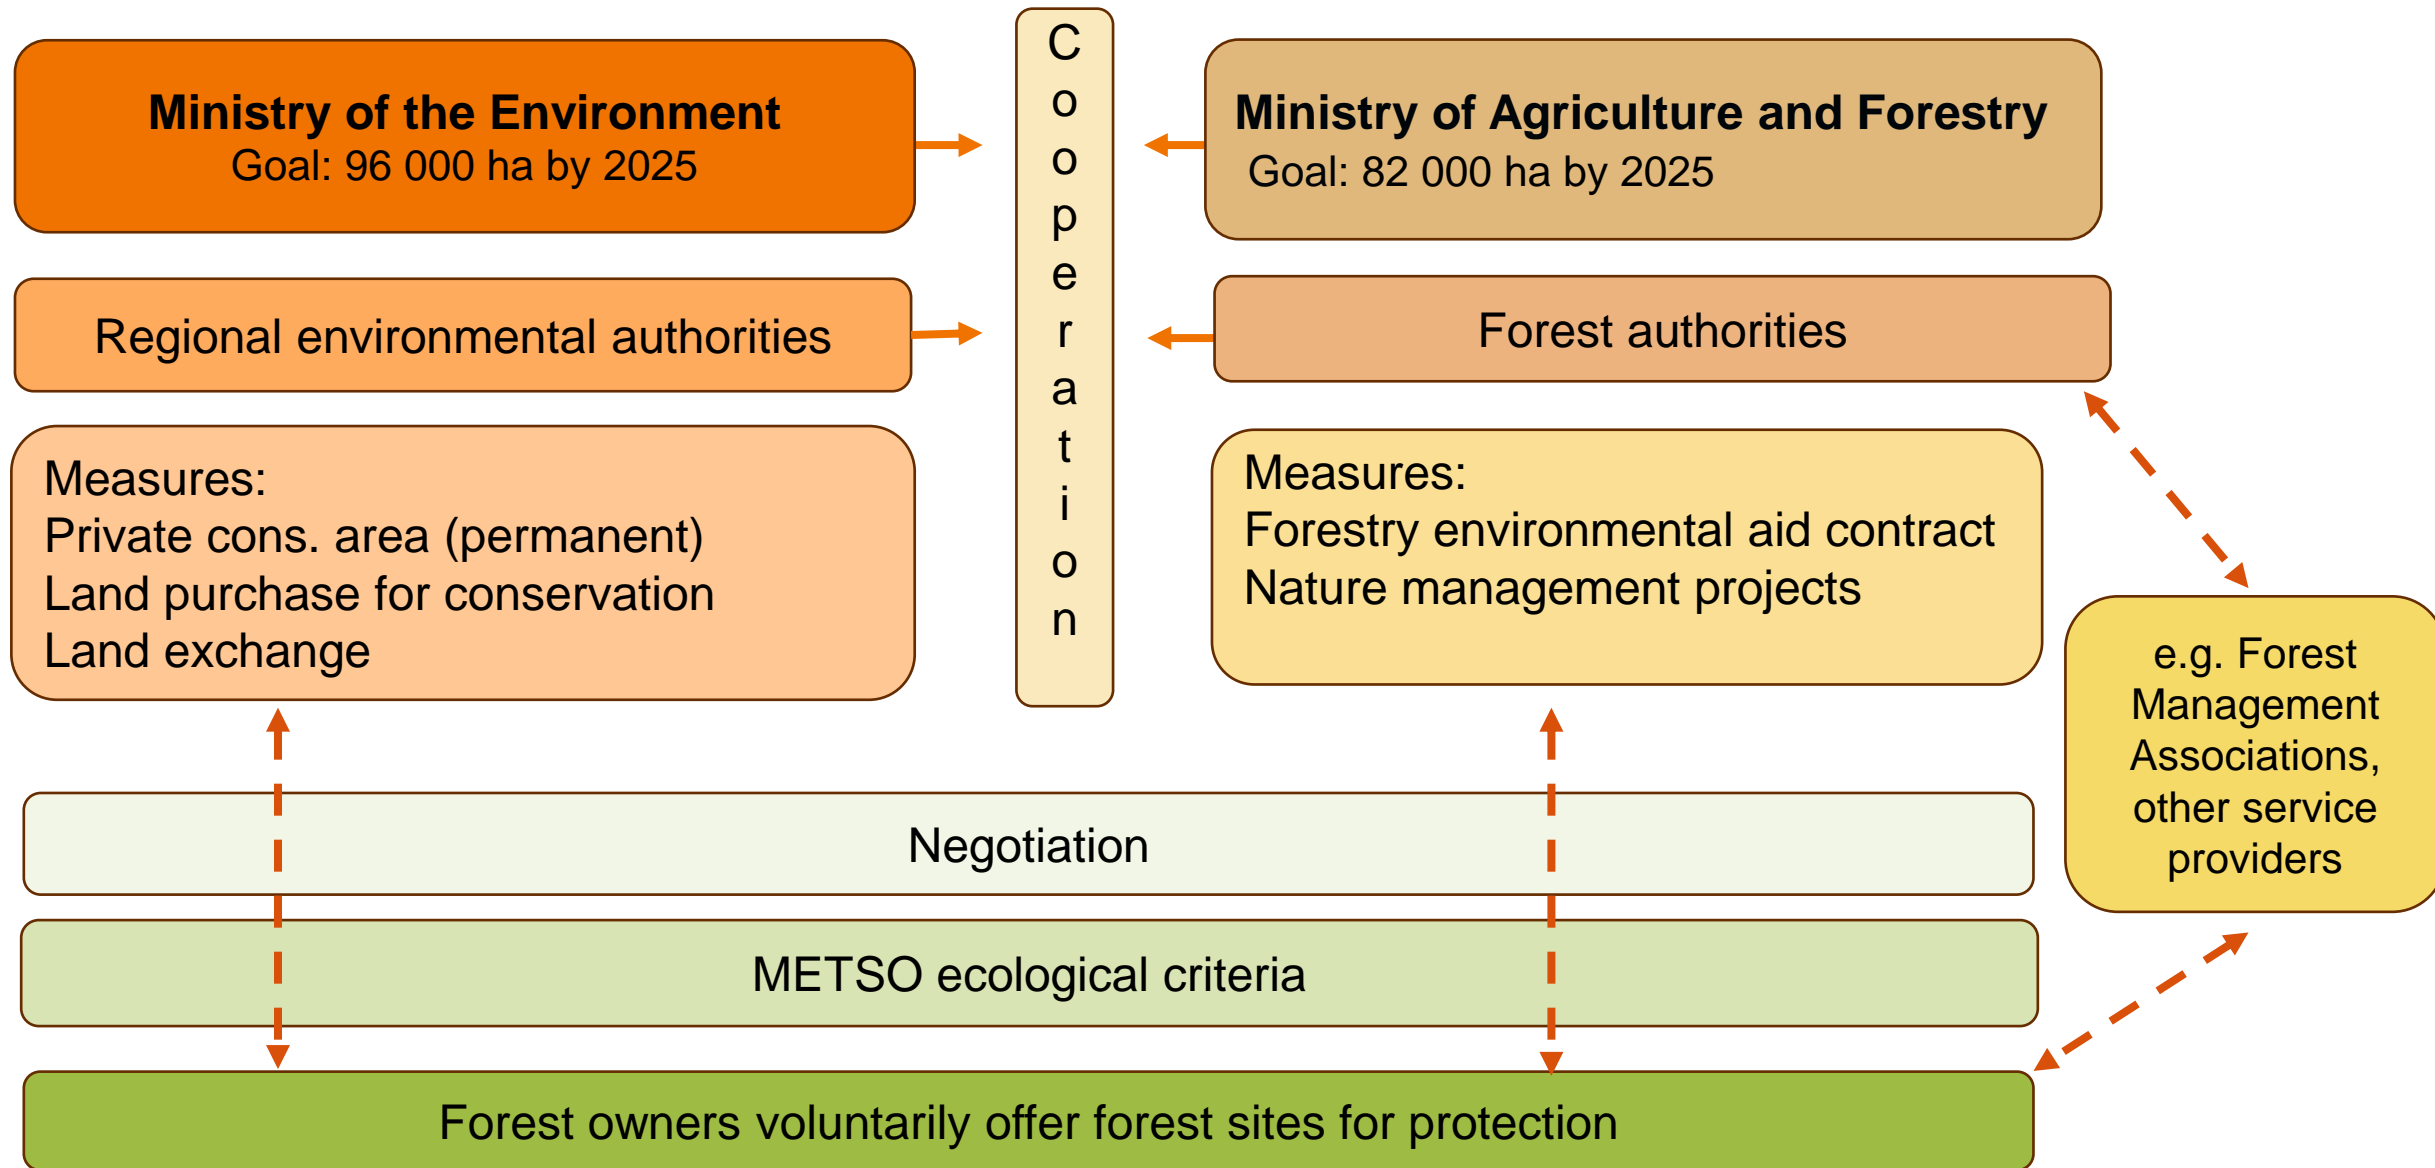 Ministry of the Environment
Goal: 96 000 ha by 2025
Cooperation
Ministry of Agriculture and Forestry
Goal: 82 000 ha by 2025
Regional environmental authorities
Forest authorities
Measures:
Private cons. area (permanent)
Land purchase for conservation
Land exchange
Measures:
Forestry environmental aid contract
Nature management projects
e.g. Forest
Management
Associations,
other service
providers
Negotiation
METSO ecological criteria
Forest owners voluntarily offer forest sites for protection